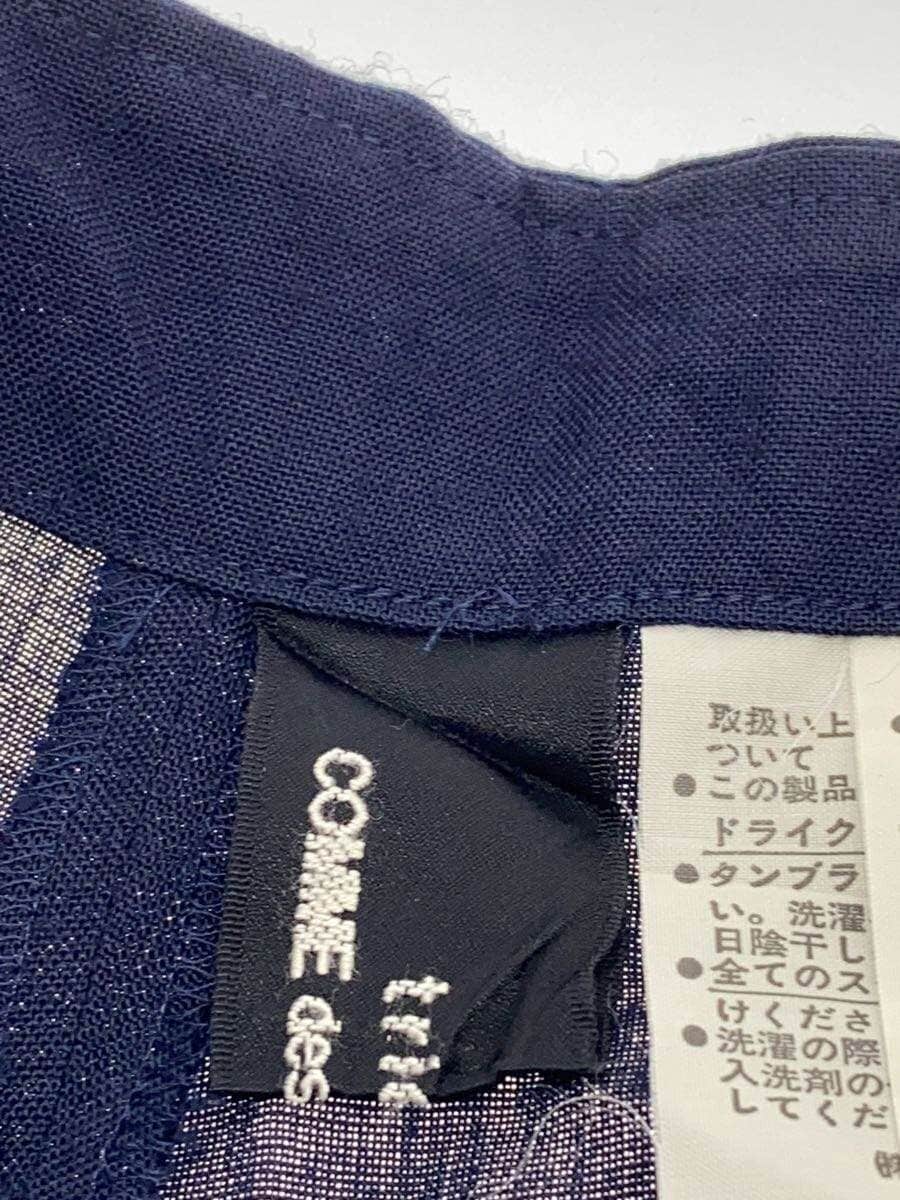 COMME des
tric
取扱い上
ついて
●この製品
ドライク
●タンブラ
い。洗濯
日陰干し
●全てのス
けくださ
●洗濯の際
入洗剤の
してくだ